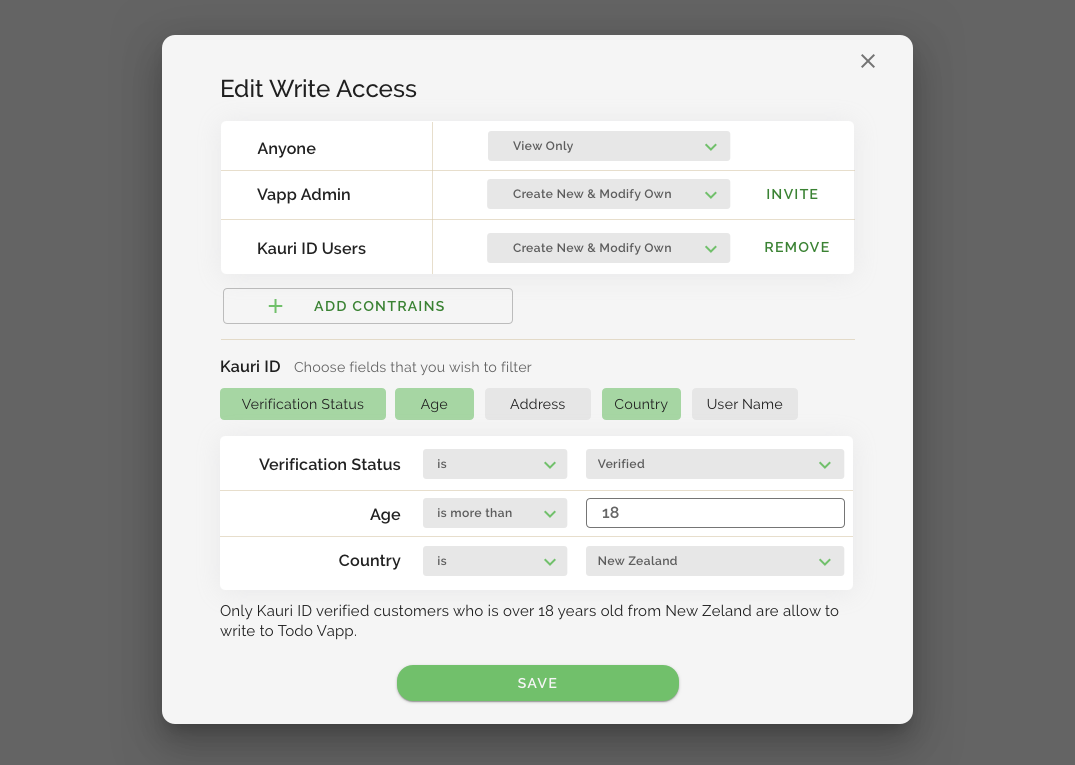 Edit Write Access
Anyone View Only
Vapp Admin Create New & Modify Own INVITE
Kauri ID Users Create New & Modify Own REMOVE
ADD CONTRAINS
Kauri ID Choose fields that you wish to filter
Verification Status Age Address Country User Name
Verification Status is Verified
Age is more than 18
Country is New Zealand
Only Kauri ID verified customers who is over 18 years old from New Zeland are allow to
write to Todo Vapp.
SAVE